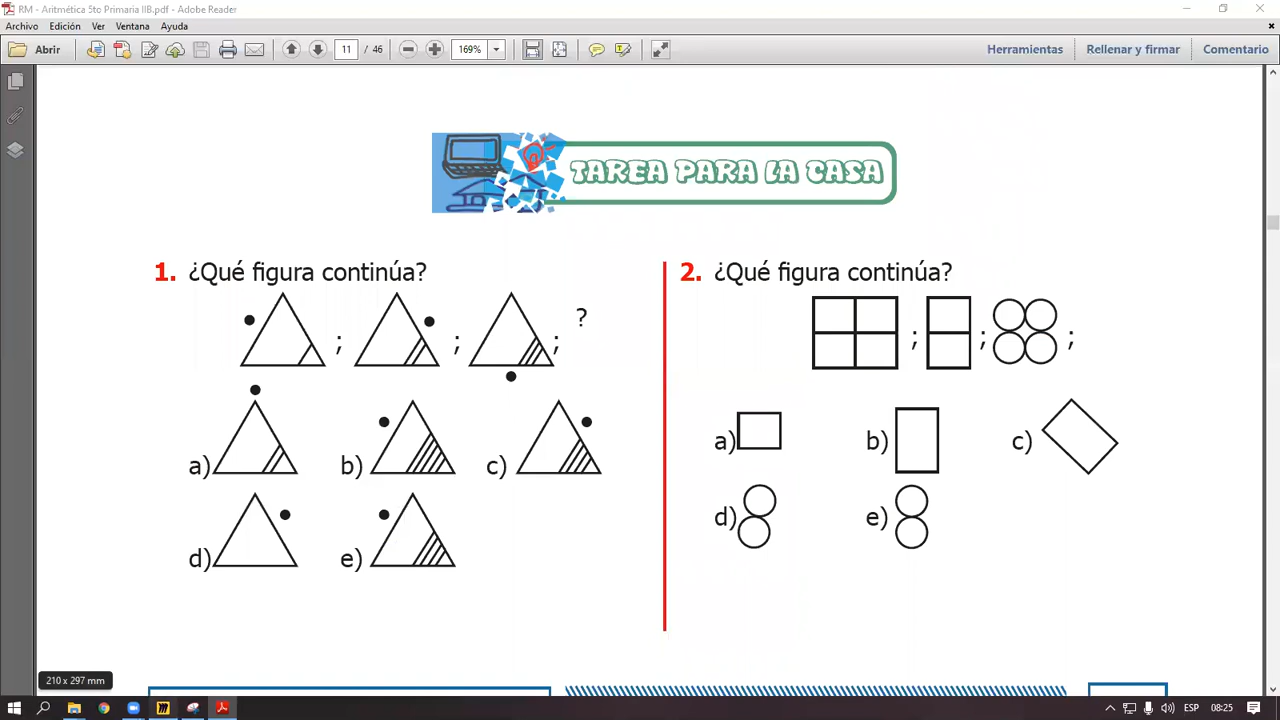 RM - Aritmética 5to Primaria IIB.pdf - Adobe Reader
Archivo Edición Ver Ventana Ayuda
Abrir 11 / 46 169% Herramientas Rellenar y firmar Comentario
TAREA PARA LA CASA
1. ¿Qué figura continúa?
; ; ; ?
a) b) c)
d) e)
2. ¿Qué figura continúa?
; ; ;
a) b) c)
d) e)
210 x 297 mm
ESP 08:25